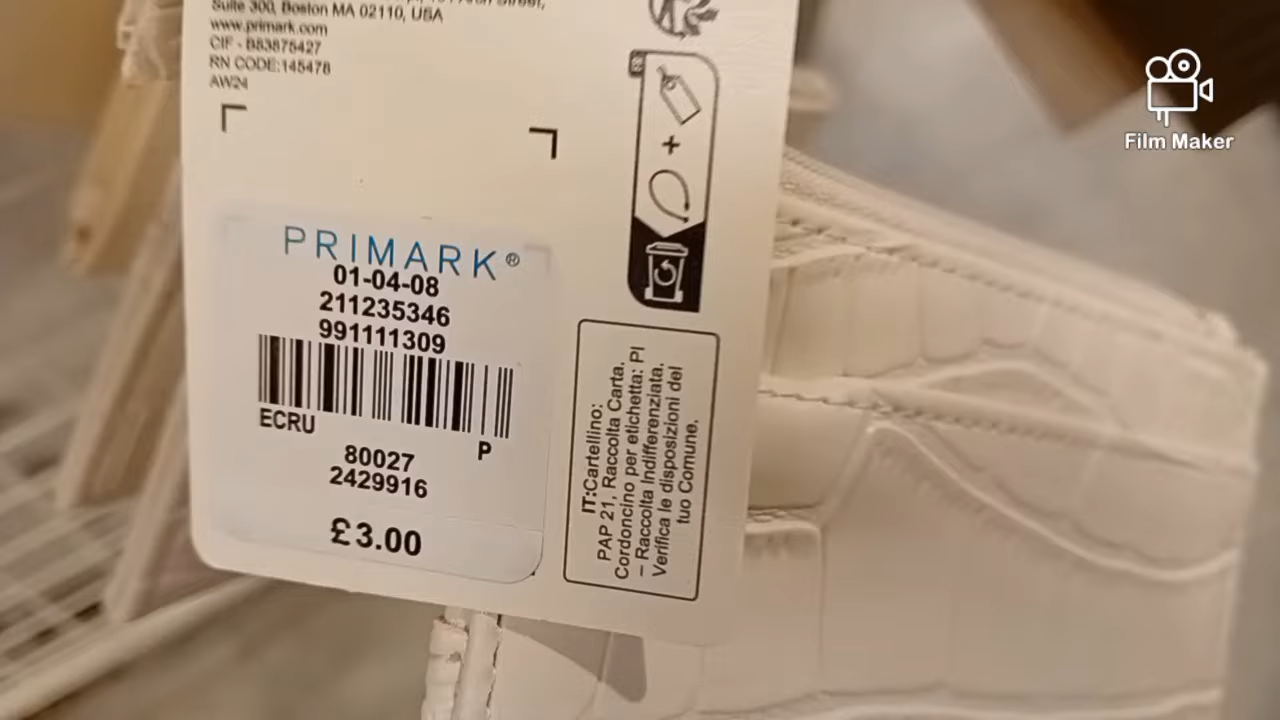 Suite 300, Boston MA 02110, USA
www.primark.com
CIF - B83875427
RN CODE:145478
AW24
PRIMARK®
01-04-08
211235346
991111309
ECRU
P
80027
2429916
£3.00
IT:Cartellino:
PAP 21, Raccolta Carta.
Cordoncino per etichetta: PI
– Raccolta Indifferenziata.
Verifica le disposizioni del
tuo Comune.
Film Maker